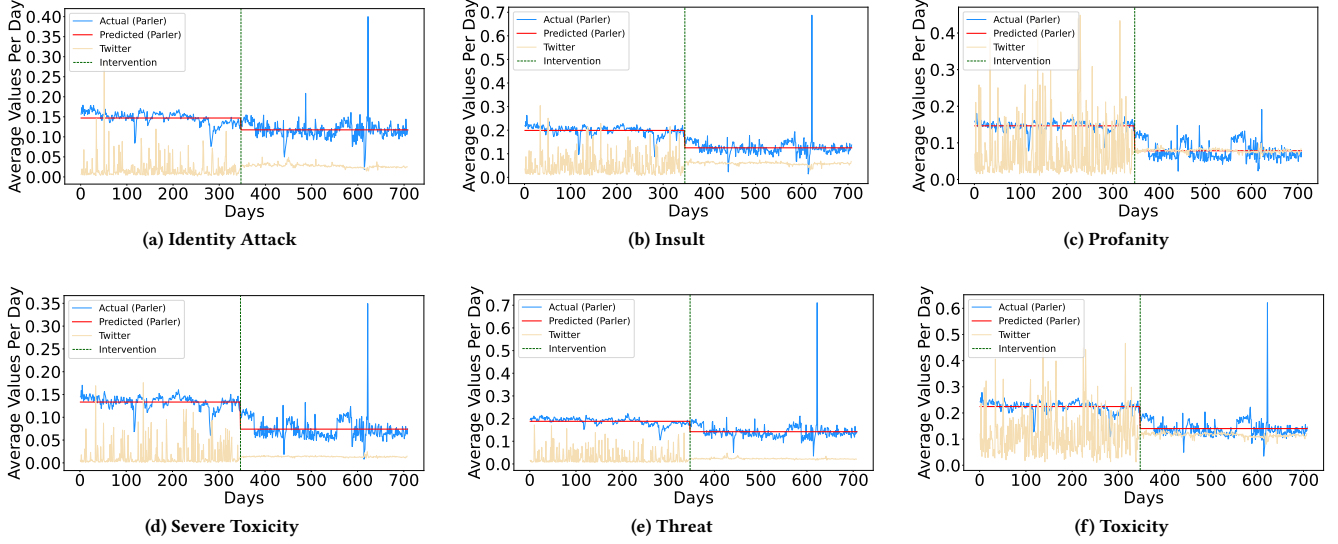 Average Values Per Day
0.40
0.35
0.30
0.25
0.20
0.15
0.10
0.05
0.00
Actual (Parler)
Predicted (Parler)
Twitter
Intervention
0 100 200 300 400 500 600 700
Days
(a) Identity Attack
Average Values Per Day
0.7
0.6
0.5
0.4
0.3
0.2
0.1
0.0
Actual (Parler)
Predicted (Parler)
Twitter
Intervention
0 100 200 300 400 500 600 700
Days
(b) Insult
Average Values Per Day
0.4
0.3
0.2
0.1
0.0
Actual (Parler)
Predicted (Parler)
Twitter
Intervention
0 100 200 300 400 500 600 700
Days
(c) Profanity
Average Values Per Day
0.35
0.30
0.25
0.20
0.15
0.10
0.05
0.00
Actual (Parler)
Predicted (Parler)
Twitter
Intervention
0 100 200 300 400 500 600 700
Days
(d) Severe Toxicity
Average Values Per Day
0.7
0.6
0.5
0.4
0.3
0.2
0.1
0.0
Actual (Parler)
Predicted (Parler)
Twitter
Intervention
0 100 200 300 400 500 600 700
Days
(e) Threat
Average Values Per Day
0.6
0.5
0.4
0.3
0.2
0.1
0.0
Actual (Parler)
Predicted (Parler)
Twitter
Intervention
0 100 200 300 400 500 600 700
Days
(f) Toxicity